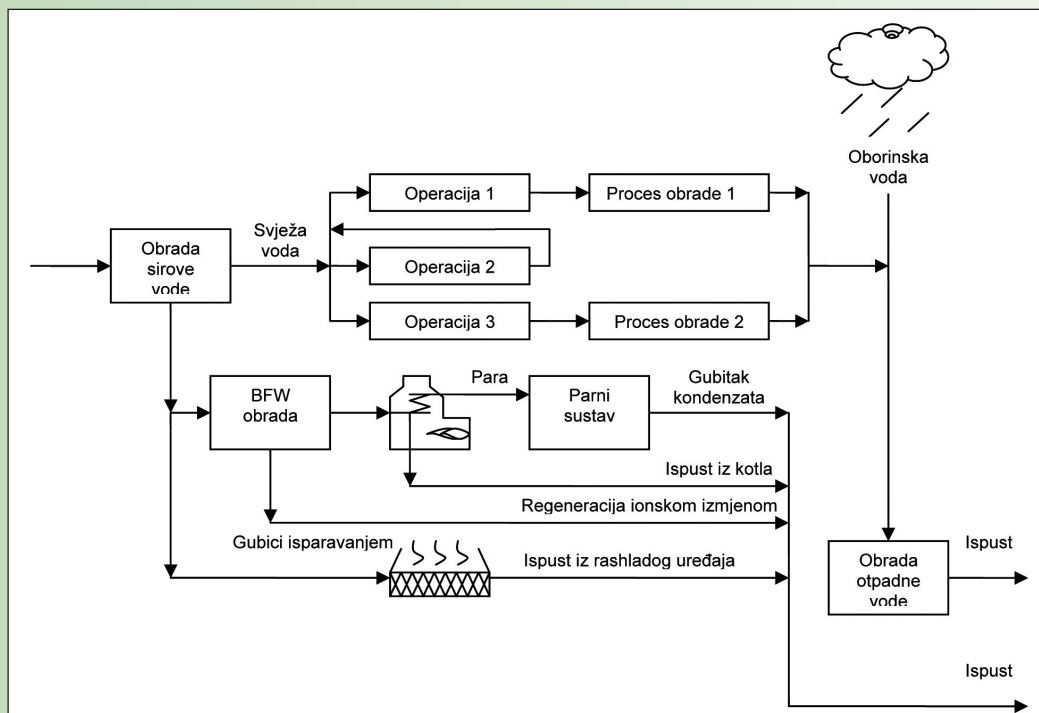 Oborinska
voda
Operacija 1
Proces obrade 1
Svježa
voda
Obrada
sirove
vode
Operacija 2
Operacija 3
Proces obrade 2
Para
Gubitak
kondenzata
BFW
obrada
Parni
sustav
Ispust iz kotla
Regeneracija ionskom izmjenom
Gubici isparavanjem
Ispust iz rashladog uređaja
Obrada
otpadne
vode
Ispust
Ispust